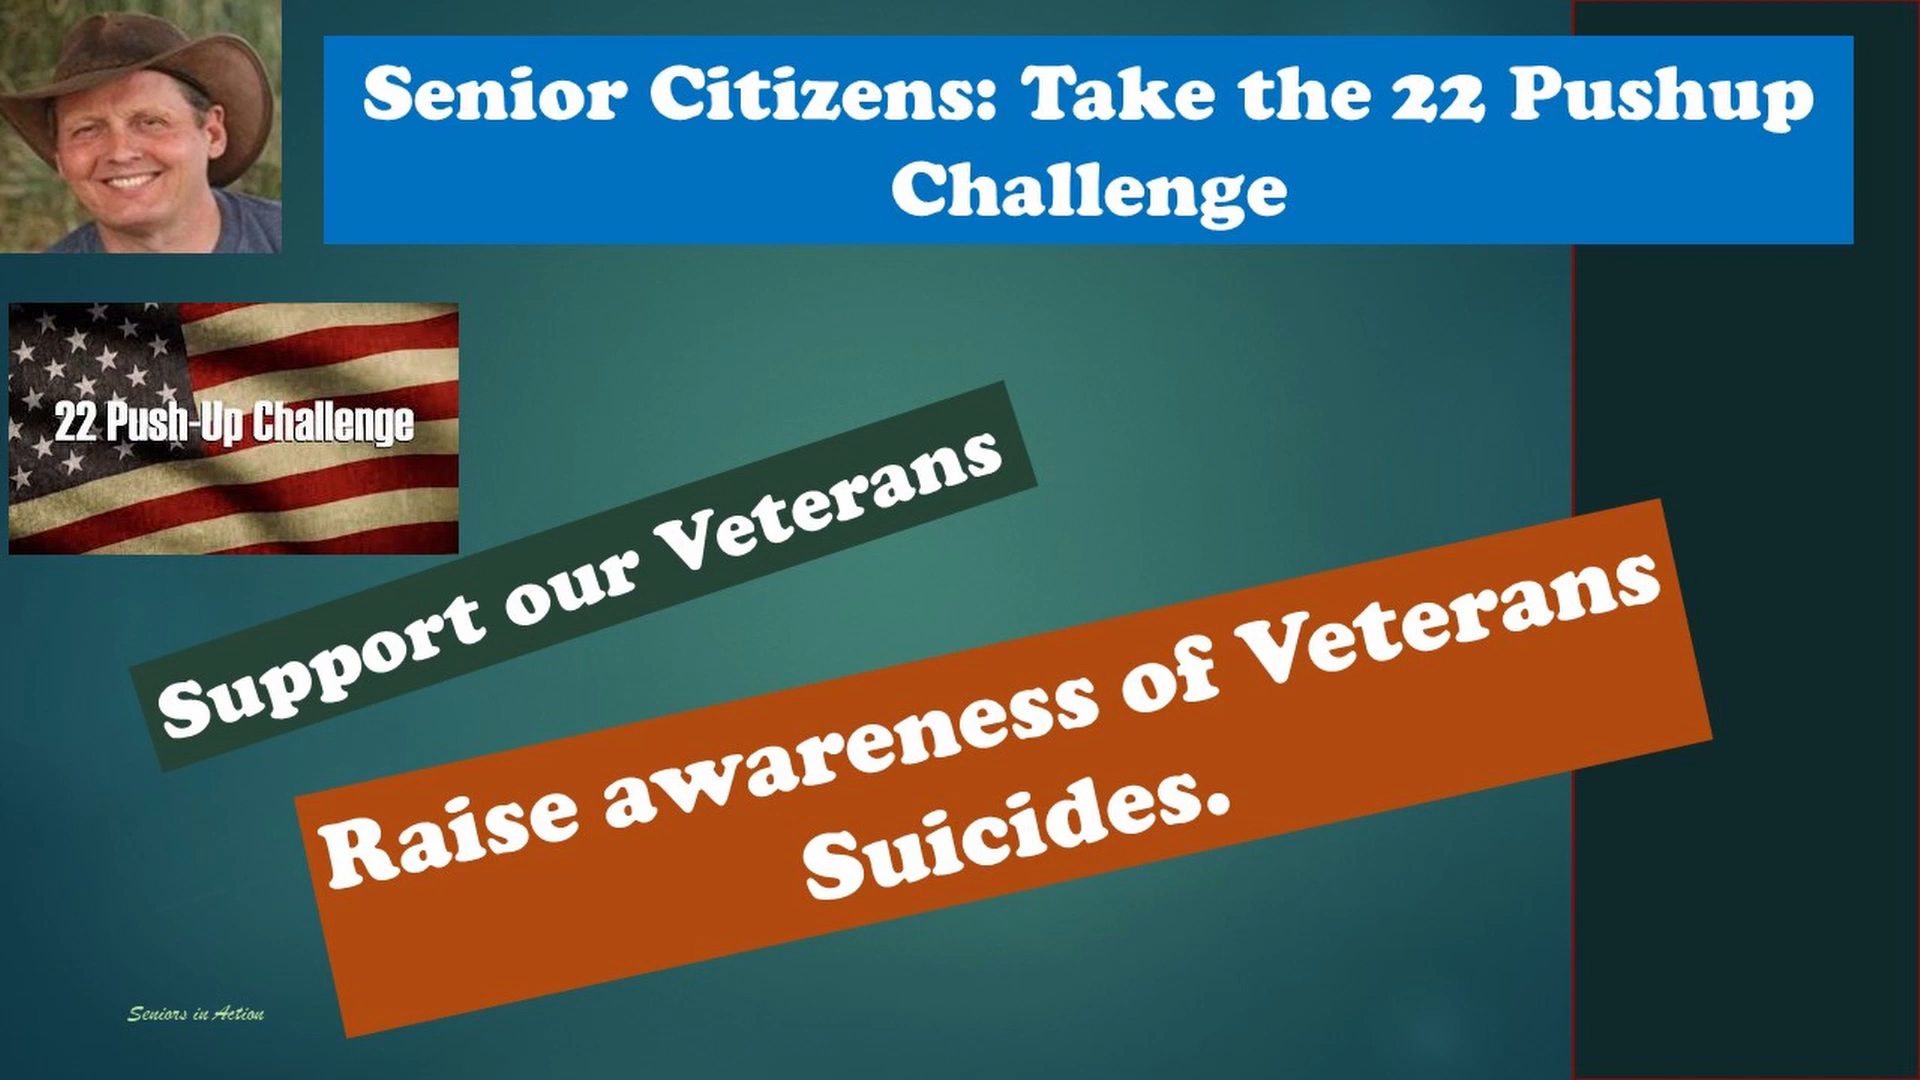 Senior Citizens: Take the 22 Pushup
Challenge
22 Push-Up Challenge
Support our Veterans
Raise awareness of Veterans
Suicides.
Seniors in Action